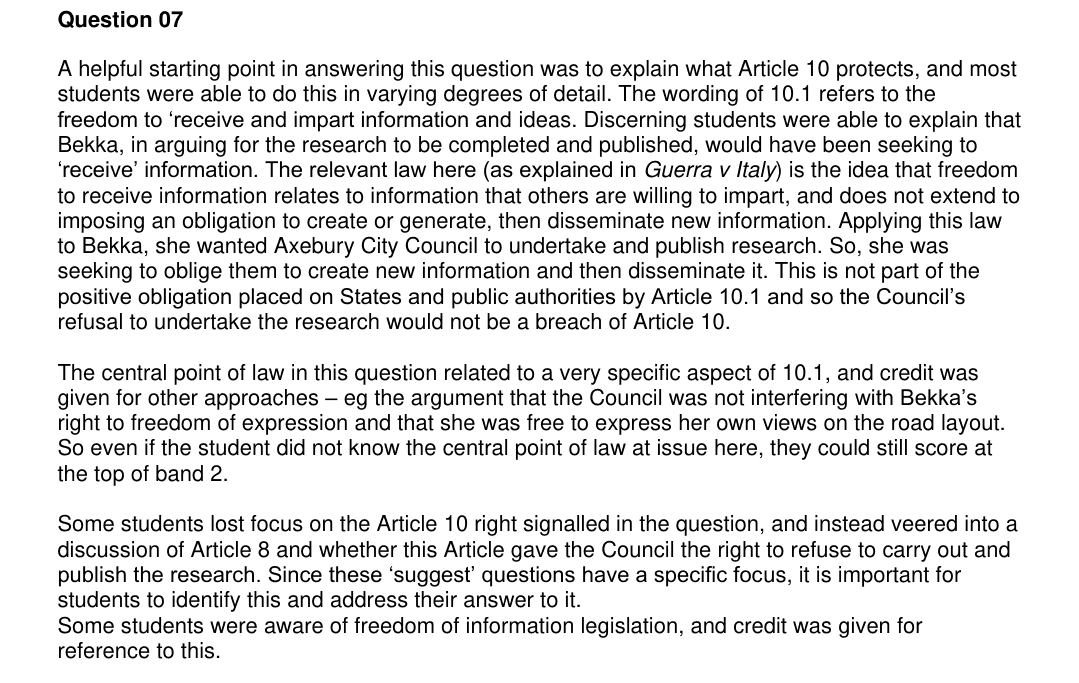 Question 07
A helpful starting point in answering this question was to explain what Article 10 protects, and most
students were able to do this in varying degrees of detail. The wording of 10.1 refers to the
freedom to ‘receive and impart information and ideas. Discerning students were able to explain that
Bekka, in arguing for the research to be completed and published, would have been seeking to
‘receive’ information. The relevant law here (as explained in Guerra v Italy) is the idea that freedom
to receive information relates to information that others are willing to impart, and does not extend to
imposing an obligation to create or generate, then disseminate new information. Applying this law
to Bekka, she wanted Axebury City Council to undertake and publish research. So, she was
seeking to oblige them to create new information and then disseminate it. This is not part of the
positive obligation placed on States and public authorities by Article 10.1 and so the Council’s
refusal to undertake the research would not be a breach of Article 10.
The central point of law in this question related to a very specific aspect of 10.1, and credit was
given for other approaches – eg the argument that the Council was not interfering with Bekka’s
right to freedom of expression and that she was free to express her own views on the road layout.
So even if the student did not know the central point of law at issue here, they could still score at
the top of band 2.
Some students lost focus on the Article 10 right signalled in the question, and instead veered into a
discussion of Article 8 and whether this Article gave the Council the right to refuse to carry out and
publish the research. Since these ‘suggest’ questions have a specific focus, it is important for
students to identify this and address their answer to it.
Some students were aware of freedom of information legislation, and credit was given for
reference to this.